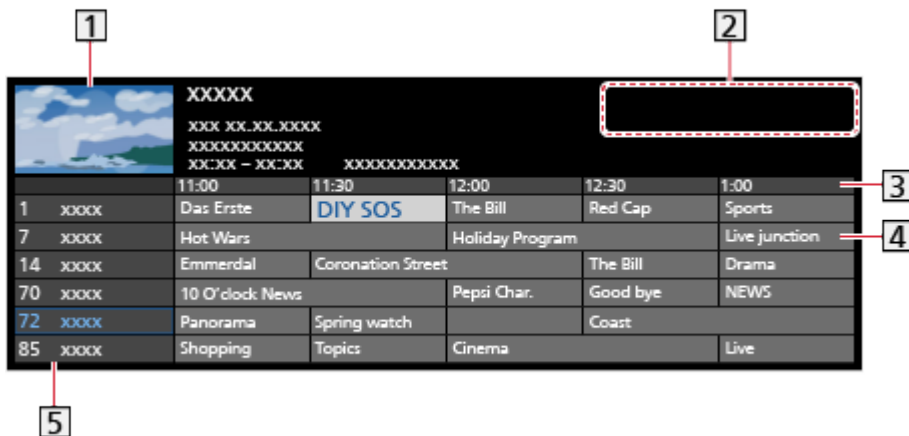 1 2
XXXXX
XXX XX.XX.XXXX
XXXXXXXXXXX
XX:XX – XX:XX XXXXXXXXXXX
11:00 11:30 12:00 12:30 1:00 3
1 XXXX Das Erste DIY SOS The Bill Red Cap Sports
7 XXXX Hot Wars Holiday Program Live junction 4
14 XXXX Emmerdal Coronation Street The Bill Drama
70 XXXX 10 O'clock News Pepsi Char. Good bye NEWS
72 XXXX Panorama Spring watch Coast
85 XXXX Shopping Topics Cinema Live
5